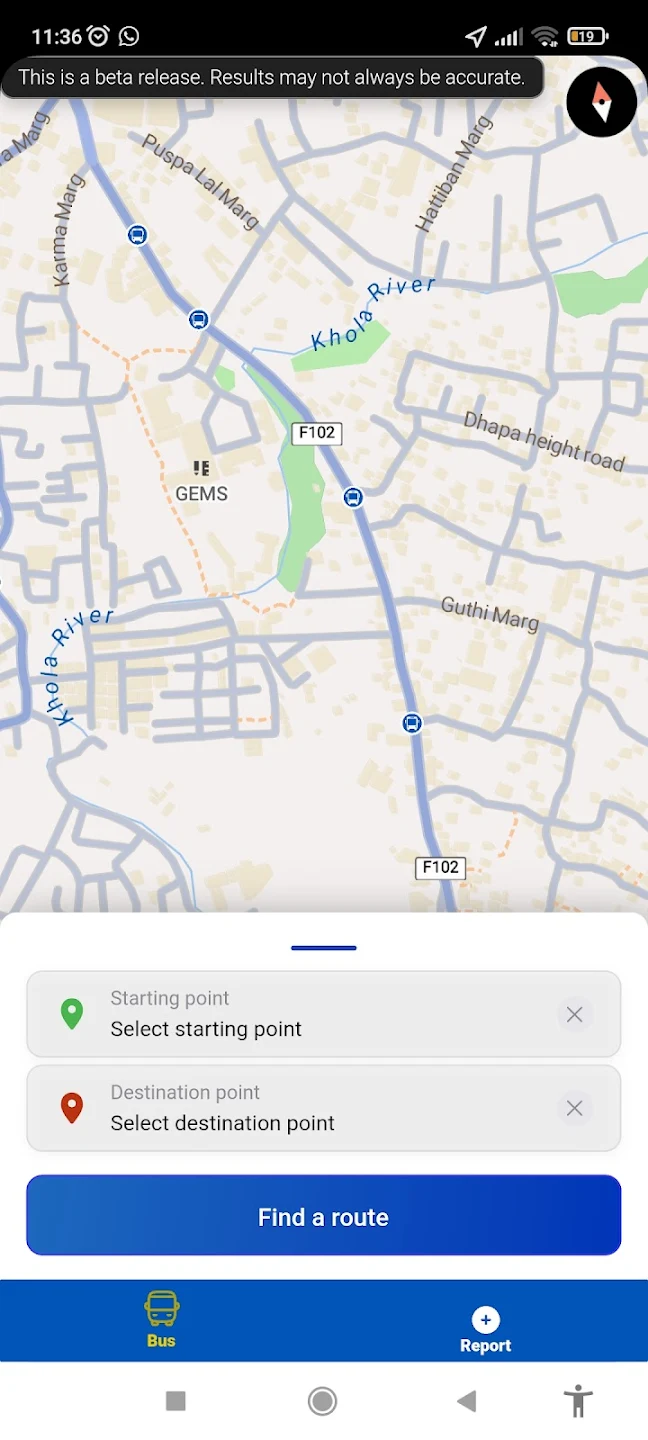 11:36
19
This is a beta release. Results may not always be accurate.
a Marg
Puspa Lal Marg
Hattiban Marg
Karma Marg
Khola River
F102
Dhapa height road
GEMS
Guthi Marg
Khola River
F102
Starting point
Select starting point
Destination point
Select destination point
Find a route
Bus
Report